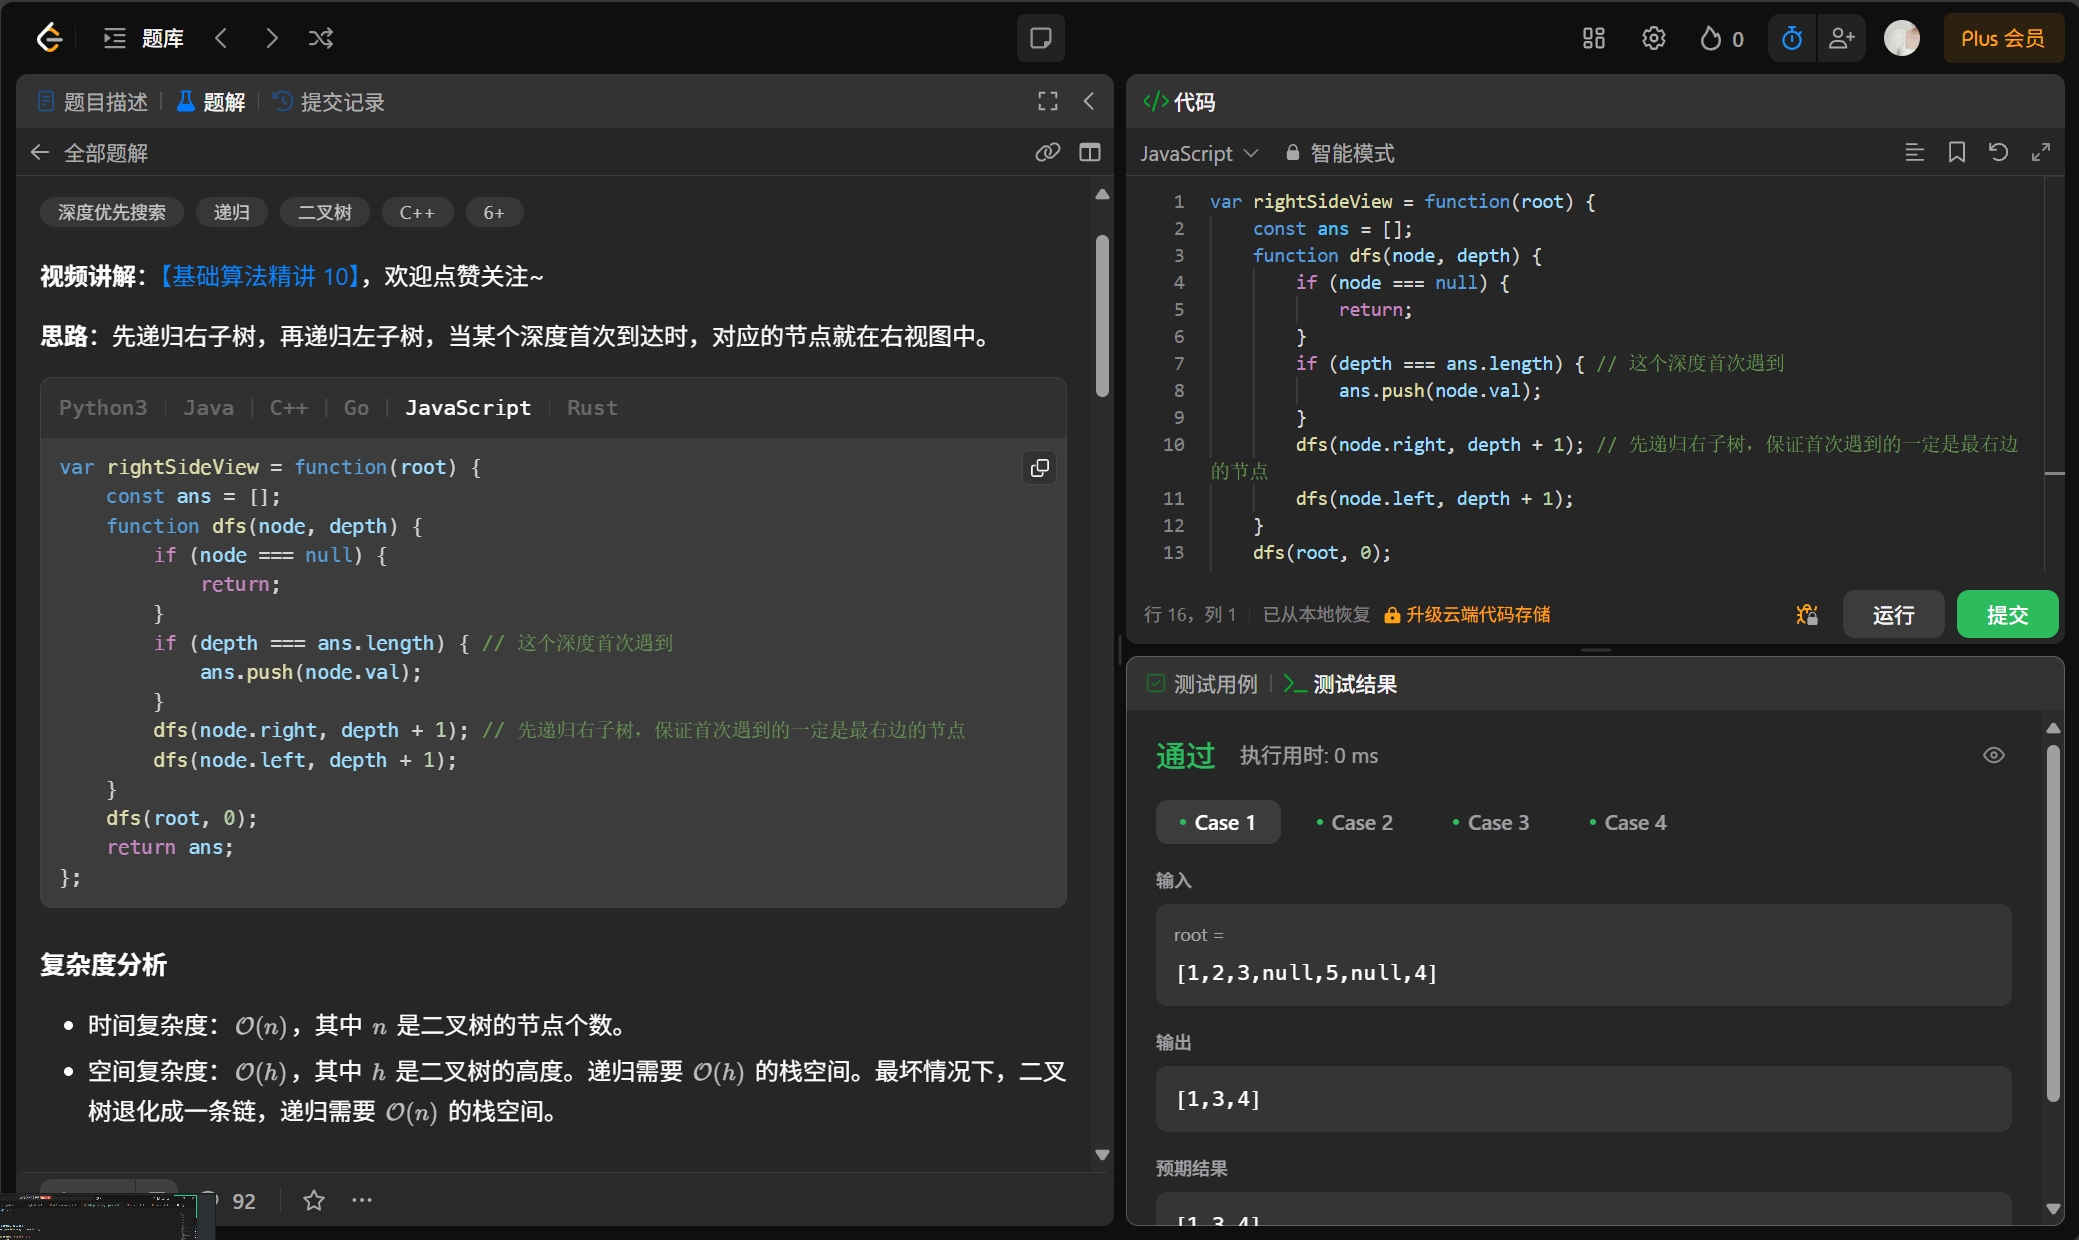 题库
0
Plus 会员
题目描述
题解
提交记录
全部题解
深度优先搜索
递归
二叉树
C++
6+
视频讲解：【基础算法精讲 10】，欢迎点赞关注~
思路：先递归右子树，再递归左子树，当某个深度首次到达时，对应的节点就在右视图中。
Python3 | Java | C++ | Go | JavaScript | Rust
var rightSideView = function(root) {
    const ans = [];
    function dfs(node, depth) {
        if (node === null) {
            return;
        }
        if (depth === ans.length) { // 这个深度首次遇到
            ans.push(node.val);
        }
        dfs(node.right, depth + 1); // 先递归右子树，保证首次遇到的一定是最右边的节点
        dfs(node.left, depth + 1);
    }
    dfs(root, 0);
    return ans;
};
复杂度分析
• 时间复杂度：O(n)，其中 n 是二叉树的节点个数。
• 空间复杂度：O(h)，其中 h 是二叉树的高度。递归需要 O(h) 的栈空间。最坏情况下，二叉
树退化成一条链，递归需要 O(n) 的栈空间。
92
</> 代码
JavaScript
智能模式
1 var rightSideView = function(root) {
2     const ans = [];
3     function dfs(node, depth) {
4         if (node === null) {
5             return;
6         }
7         if (depth === ans.length) { // 这个深度首次遇到
8             ans.push(node.val);
9         }
10         dfs(node.right, depth + 1); // 先递归右子树，保证首次遇到的一定是最右边
的节点
11         dfs(node.left, depth + 1);
12     }
13     dfs(root, 0);
行 16，列 1
已从本地恢复
升级云端代码存储
运行
提交
测试用例
测试结果
通过
执行用时: 0 ms
• Case 1
• Case 2
• Case 3
• Case 4
输入
root =
[1,2,3,null,5,null,4]
输出
[1,3,4]
预期结果
[1,3,4]